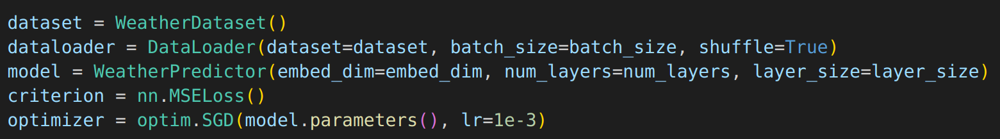 dataset = WeatherDataset()
dataloader = DataLoader(dataset=dataset, batch_size=batch_size, shuffle=True)
model = WeatherPredictor(embed_dim=embed_dim, num_layers=num_layers, layer_size=layer_size)
criterion = nn.MSELoss()
optimizer = optim.SGD(model.parameters(), lr=1e-3)